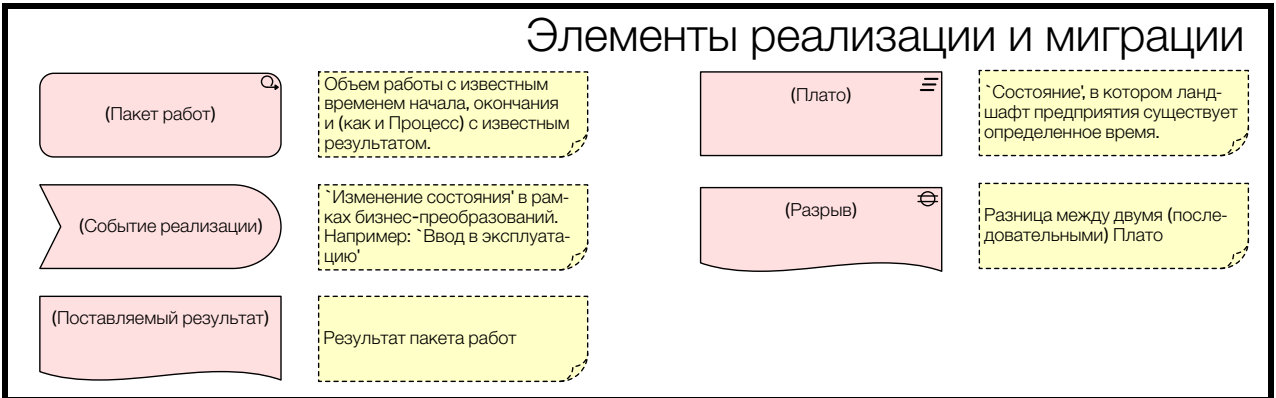 Элементы реализации и миграции
(Пакет работ)
Объем работы с известным
временем начала, окончания
и (как и Процесс) с известным
результатом.
(Плато)
`Состояние', в котором ланд-
шафт предприятия существует
определенное время.
(Событие реализации)
`Изменение состояния' в рам-
ках бизнес-преобразований.
Например: `Ввод в эксплуата-
цию'
(Разрыв)
Разница между двумя (после-
довательными) Плато
(Поставляемый результат)
Результат пакета работ